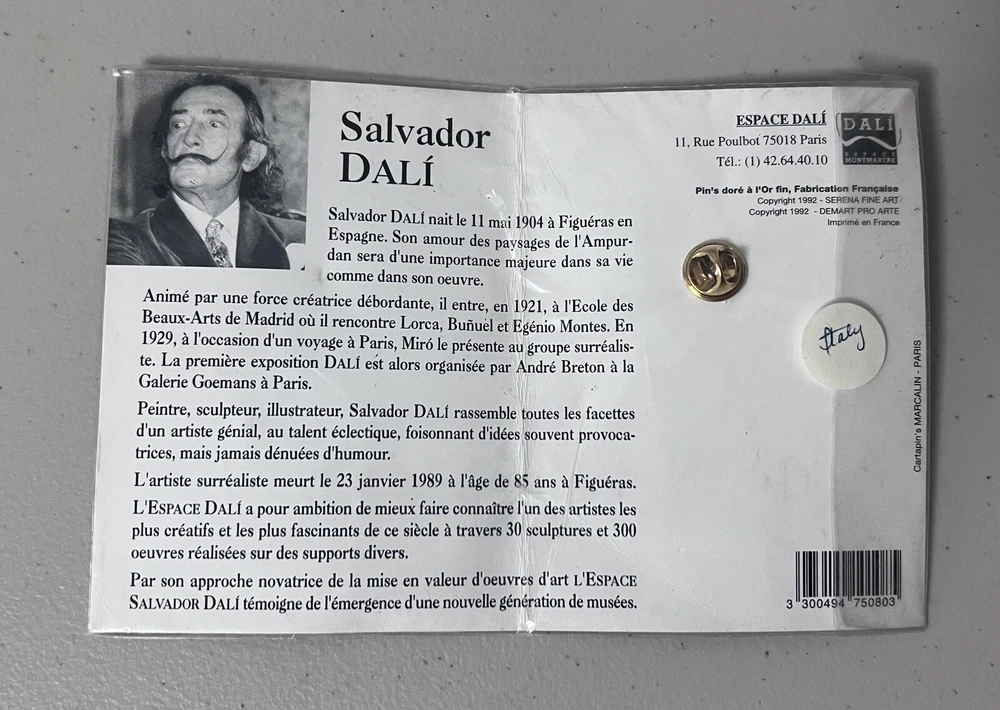 Salvador
DALÍ
Salvador DALÍ nait le 11 mai 1904 à Figuéras en
Espagne. Son amour des paysages de l'Ampur-
dan sera d'une importance majeure dans sa vie
comme dans son oeuvre.
Animé par une force créatrice débordante, il entre, en 1921, à l'Ecole des
Beaux-Arts de Madrid où il rencontre Lorca, Buñuel et Egénio Montes. En
1929, à l'occasion d'un voyage à Paris, Miró le présente au groupe surréalis-
te. La première exposition DALÍ est alors organisée par André Breton à la
Galerie Goemans à Paris.
Peintre, sculpteur, illustrateur, Salvador DALÍ rassemble toutes les facettes
d'un artiste génial, au talent éclectique, foisonnant d'idées souvent provoca-
trices, mais jamais dénuées d'humour.
L'artiste surréaliste meurt le 23 janvier 1989 à l'âge de 85 ans à Figuéras.
L'ESPACE DALÍ a pour ambition de mieux faire connaître l'un des artistes les
plus créatifs et les plus fascinants de ce siècle à travers 30 sculptures et 300
oeuvres réalisées sur des supports divers.
Par son approche novatrice de la mise en valeur d'oeuvres d'art L'ESPACE
SALVADOR DALÍ témoigne de l'émergence d'une nouvelle génération de musées.
ESPACE DALÍ
11, Rue Poulbot 75018 Paris
Tél.: (1) 42.64.40.10
DALÍ
ESPACE
MONTMARTRE
Pin's doré à l'Or fin, Fabrication Française
Copyright 1992 - SERENA FINE ART
Copyright 1992 - DEMART PRO ARTE
Imprimé en France
Italy
Cartapin's MARCALIN - PARIS
3 300494 750803